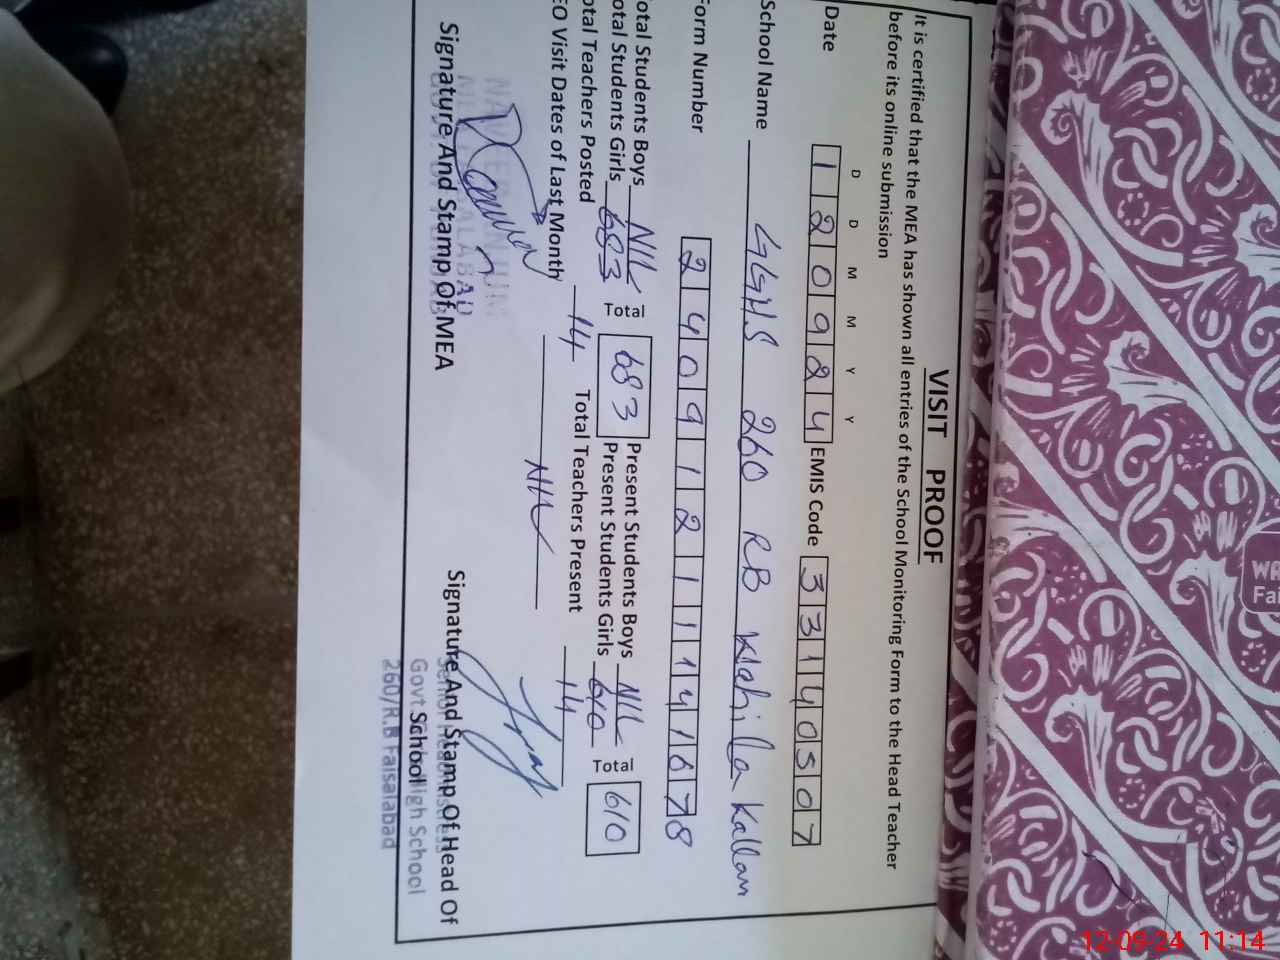 VISIT PROOF
It is certified that the MEA has shown all entries of the School Monitoring Form to the Head Teacher
before its online submission
D D M M Y Y
Date 1 2 0 9 2 4 EMIS Code 3 3 1 4 0 5 0 7
School Name GGHS 260 RB Kahila Kallan
Form Number 2 4 0 9 1 2 1 1 1 4 1 6 7 8
otal Students Boys NIL Present Students Boys NIL
otal Students Girls 683 Total 683 Present Students Girls 610 Total 610
otal Teachers Posted 14 Total Teachers Present 14
EO Visit Dates of Last Month NIL
Signature And Stamp Of MEA
Signature And Stamp Of Head Of
School
Govt. High School
260/R.B Faisalabad
WA
Fai
12-09-24 11:14